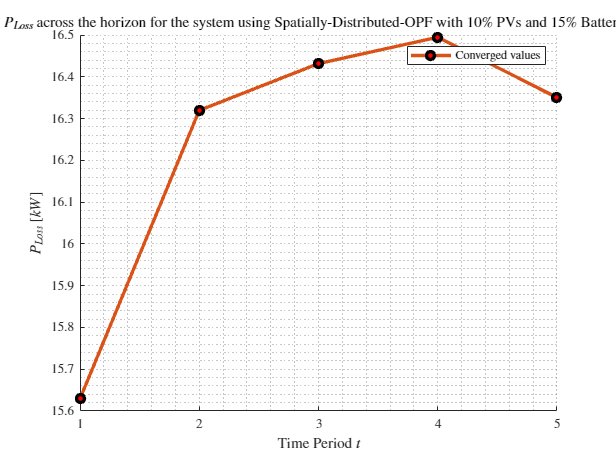 P_Loss across the horizon for the system using Spatially-Distributed-OPF with 10% PVs and 15% Batter
16.5
Converged values
16.4
16.3
16.2
16.1
16
15.9
15.8
15.7
15.6
P_Loss [kW]
1 2 3 4 5
Time Period t